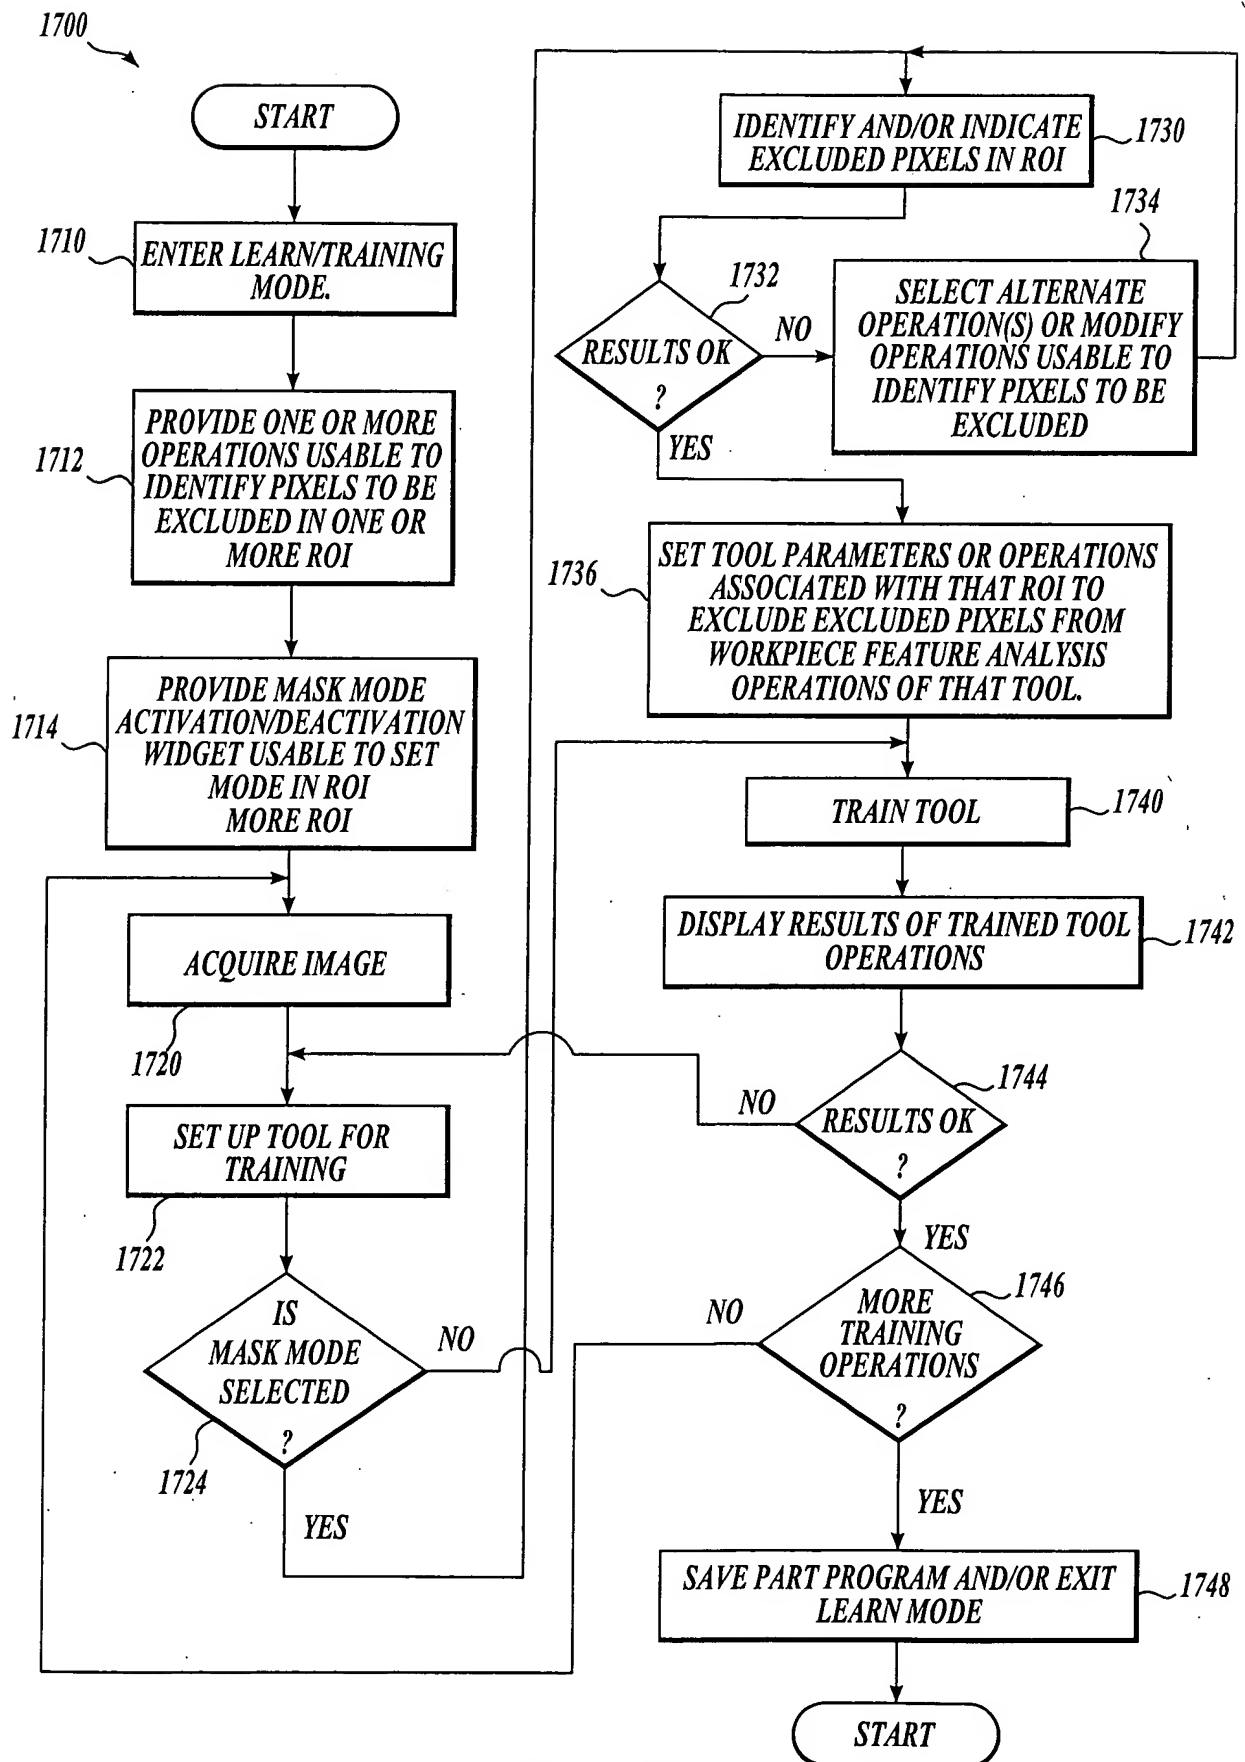 1700
START
1710
ENTER LEARN/TRAINING
MODE.
1712
PROVIDE ONE OR MORE
OPERATIONS USABLE TO
IDENTIFY PIXELS TO BE
EXCLUDED IN ONE OR
MORE ROI
1714
PROVIDE MASK MODE
ACTIVATION/DEACTIVATION
WIDGET USABLE TO SET
MODE IN ROI
MORE ROI
ACQUIRE IMAGE
1720
SET UP TOOL FOR
TRAINING
1722
IS
MASK MODE
SELECTED
?
1724
NO
YES
IDENTIFY AND/OR INDICATE
EXCLUDED PIXELS IN ROI
1730
1732
RESULTS OK
?
NO
YES
1734
SELECT ALTERNATE
OPERATION(S) OR MODIFY
OPERATIONS USABLE TO
IDENTIFY PIXELS TO BE
EXCLUDED
1736
SET TOOL PARAMETERS OR OPERATIONS
ASSOCIATED WITH THAT ROI TO
EXCLUDE EXCLUDED PIXELS FROM
WORKPIECE FEATURE ANALYSIS
OPERATIONS OF THAT TOOL.
TRAIN TOOL
1740
DISPLAY RESULTS OF TRAINED TOOL
OPERATIONS
1742
1744
RESULTS OK
?
NO
YES
1746
MORE
TRAINING
OPERATIONS
?
NO
YES
SAVE PART PROGRAM AND/OR EXIT
LEARN MODE
1748
START